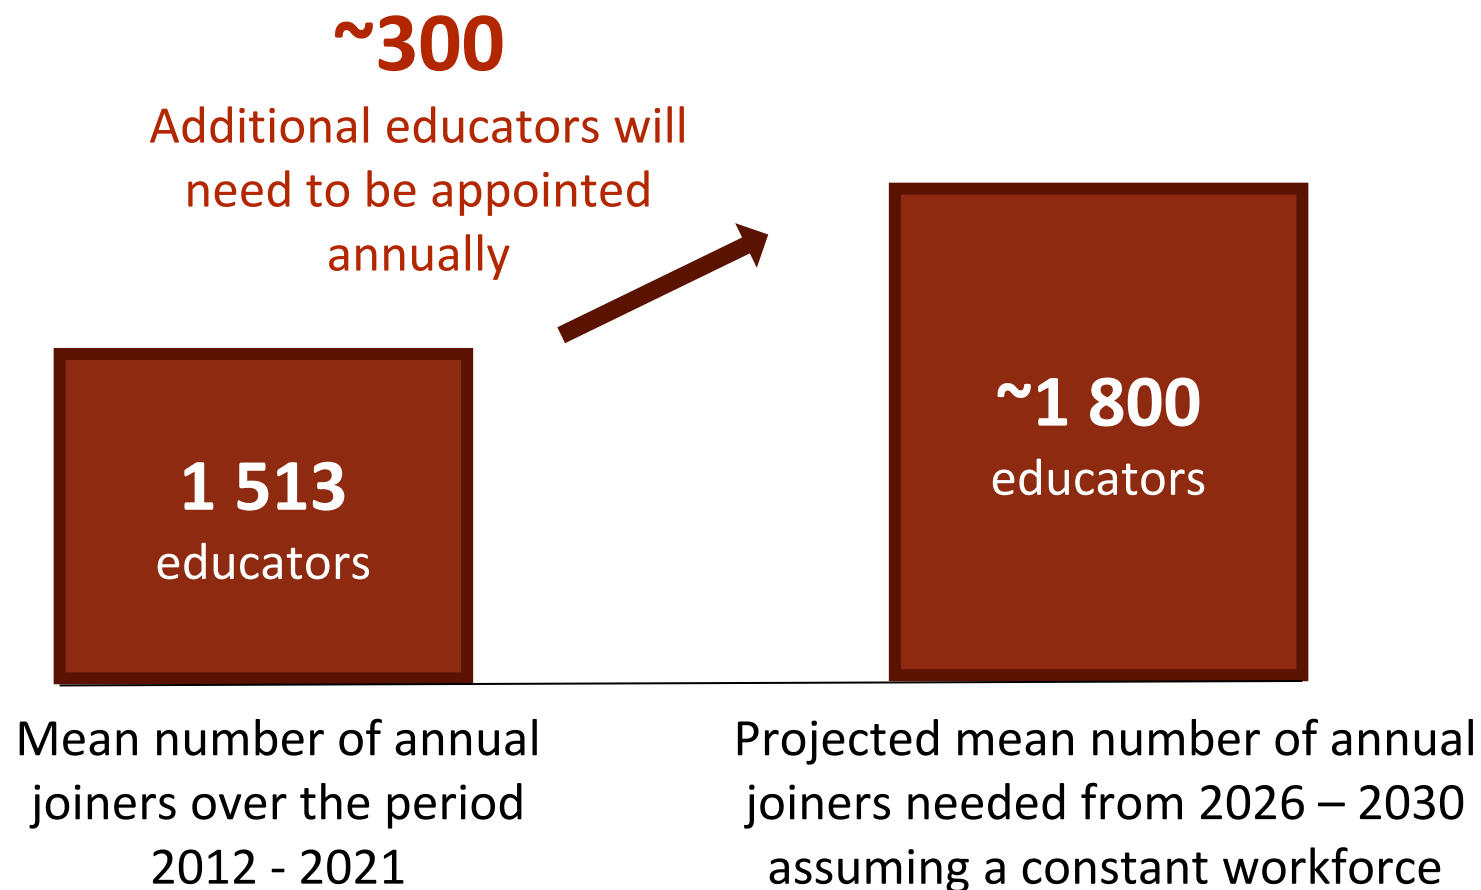 ~300
Additional educators will
need to be appointed
annually
1 513
educators
~1 800
educators
Mean number of annual
joiners over the period
2012 - 2021
Projected mean number of annual
joiners needed from 2026 – 2030
assuming a constant workforce